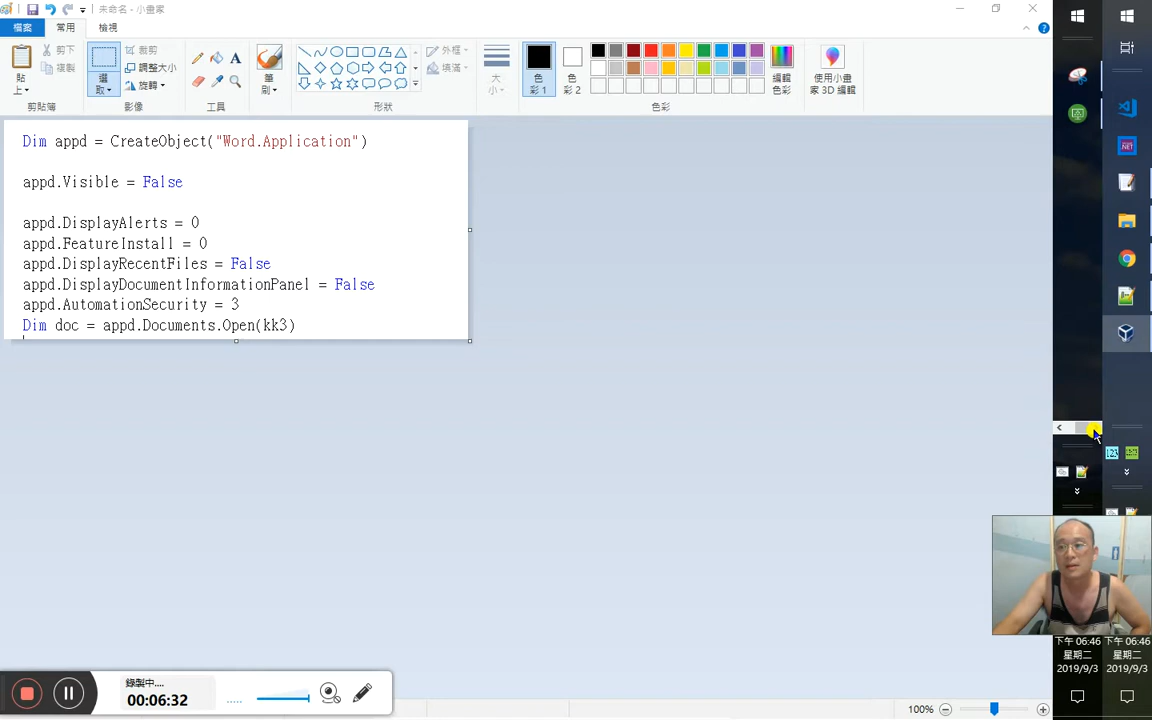 未命名 - 小畫家
檔案 常用 檢視
貼上 剪下 複製 剪貼簿
選取 裁剪 調整大小 旋轉 影像
工具
筆刷
外框 填滿 圖案 形狀
大小
色彩 1
色彩 2
編輯色彩
色彩
使用小畫家 3D 編輯
Dim appd = CreateObject("Word.Application")
appd.Visible = False
appd.DisplayAlerts = 0
appd.FeatureInstall = 0
appd.DisplayRecentFiles = False
appd.DisplayDocumentInformationPanel = False
appd.AutomationSecurity = 3
Dim doc = appd.Documents.Open(kk3)
.NET
123
錄製中....
00:06:32
下午 06:46
星期二
2019/9/3
下午 06:46
星期二
2019/9/3
100%